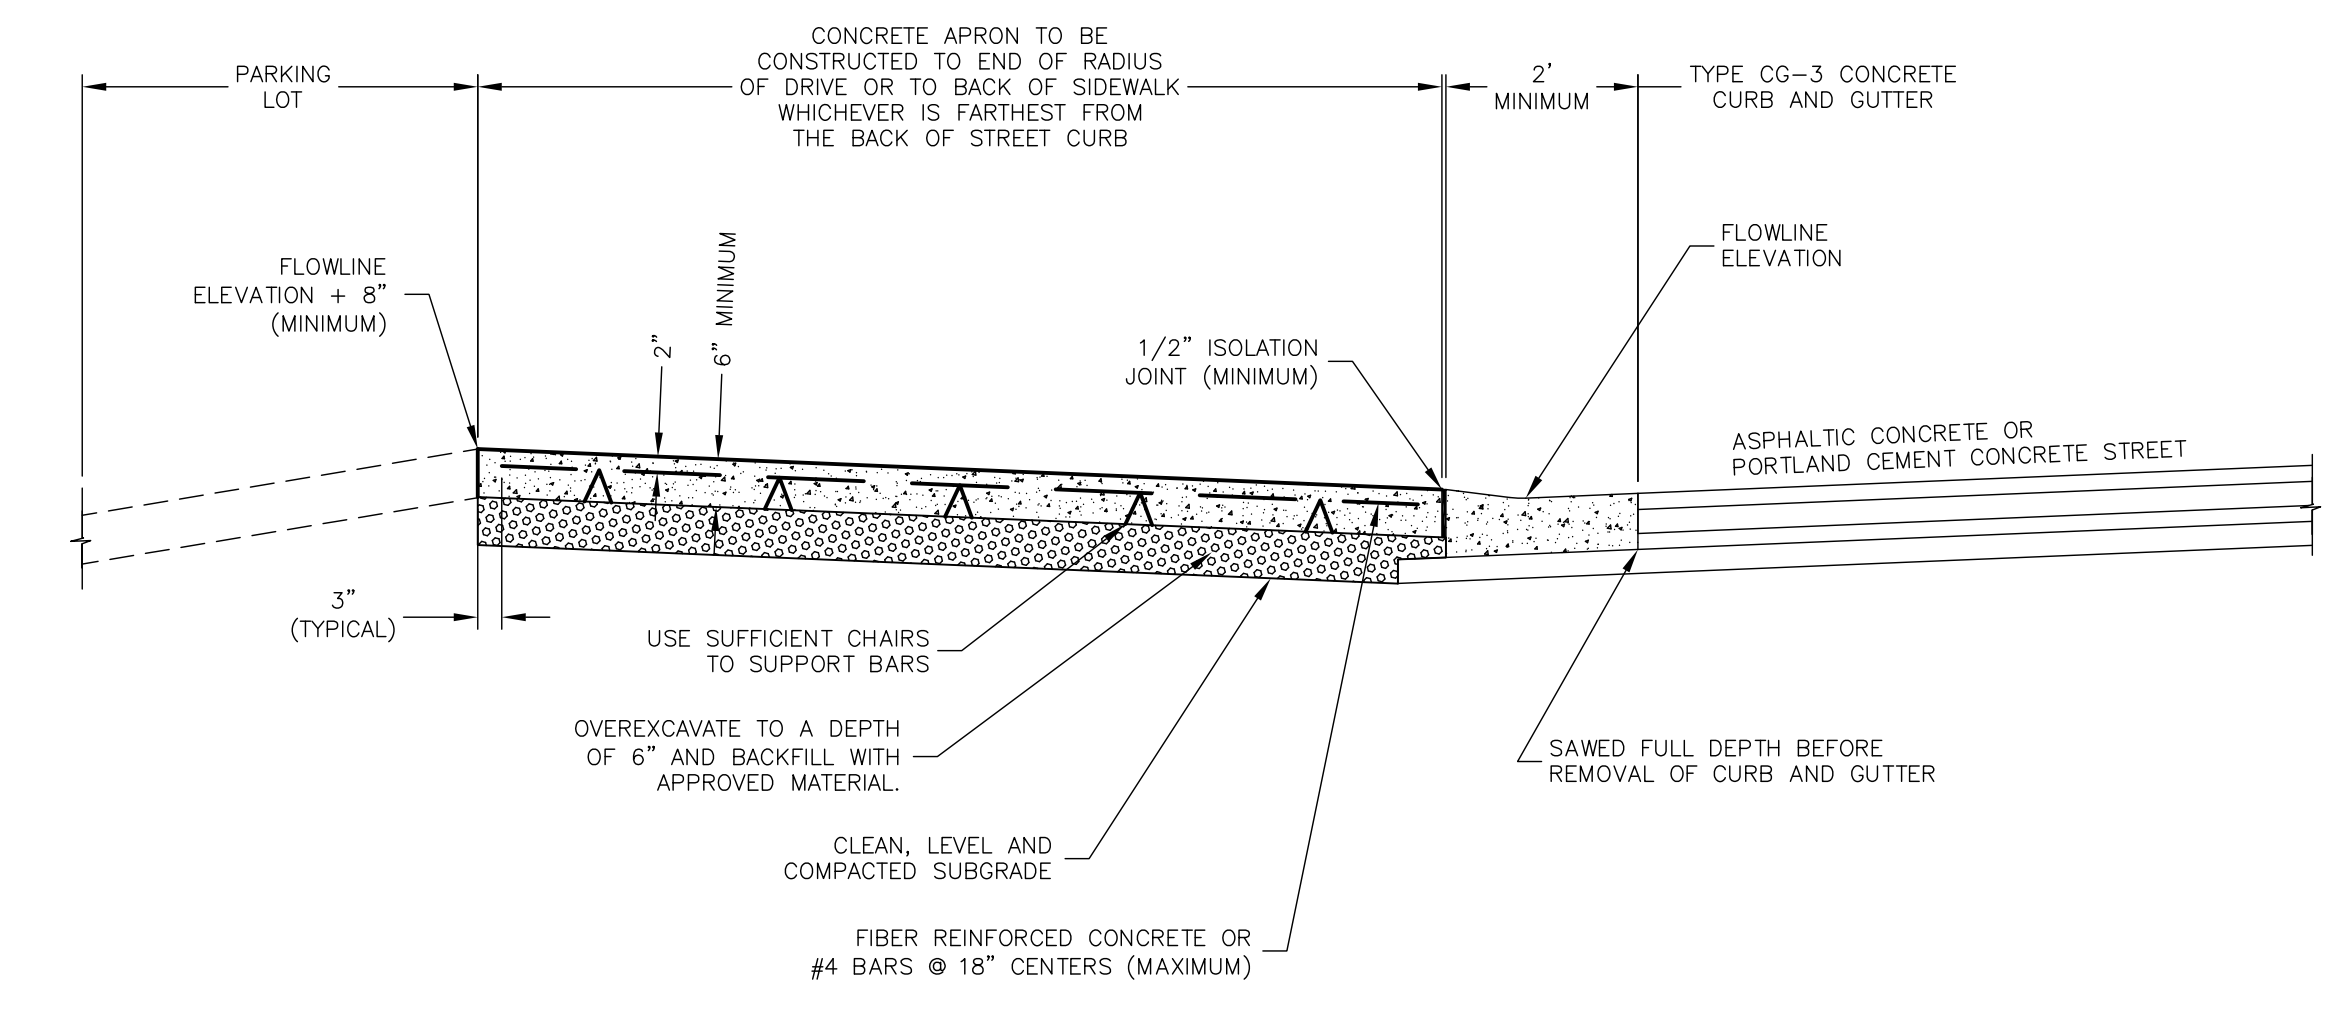 CONCRETE APRON TO BE
CONSTRUCTED TO END OF RADIUS
OF DRIVE OR TO BACK OF SIDEWALK
WHICHEVER IS FARTHEST FROM
THE BACK OF STREET CURB
PARKING
LOT
2'
MINIMUM
TYPE CG-3 CONCRETE
CURB AND GUTTER
FLOWLINE
ELEVATION
FLOWLINE
ELEVATION + 8"
(MINIMUM)
2"
6" MINIMUM
1/2" ISOLATION
JOINT (MINIMUM)
ASPHALTIC CONCRETE OR
PORTLAND CEMENT CONCRETE STREET
3"
(TYPICAL)
USE SUFFICIENT CHAIRS
TO SUPPORT BARS
OVEREXCAVATE TO A DEPTH
OF 6" AND BACKFILL WITH
APPROVED MATERIAL.
SAWED FULL DEPTH BEFORE
REMOVAL OF CURB AND GUTTER
CLEAN, LEVEL AND
COMPACTED SUBGRADE
FIBER REINFORCED CONCRETE OR
#4 BARS @ 18" CENTERS (MAXIMUM)